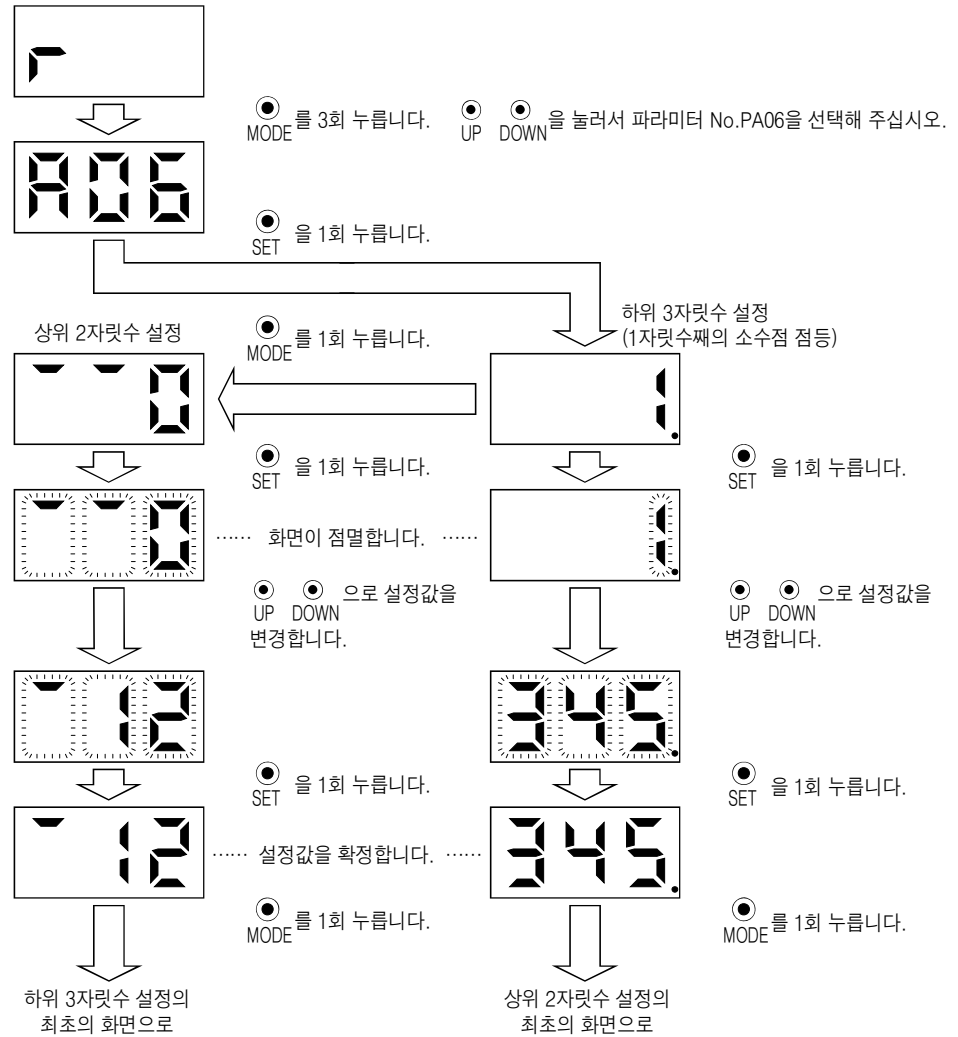 r
MODE 를 3회 누릅니다. UP DOWN 을 눌러서 파라미터 No.PA06을 선택해 주십시오.
A06
SET 을 1회 누릅니다.
하위 3자릿수 설정
(1자릿수째의 소수점 점등)
상위 2자릿수 설정
MODE 를 1회 누릅니다.
¯ ¯ 0
1.
SET 을 1회 누릅니다.
SET 을 1회 누릅니다.
¯ ¯ 0
…… 화면이 점멸합니다. ……
1.
UP DOWN 으로 설정값을
변경합니다.
UP DOWN 으로 설정값을
변경합니다.
¯ 12
345.
SET 을 1회 누릅니다.
SET 을 1회 누릅니다.
¯ 12
…… 설정값을 확정합니다. ……
345.
MODE 를 1회 누릅니다.
MODE 를 1회 누릅니다.
하위 3자릿수 설정의
최초의 화면으로
상위 2자릿수 설정의
최초의 화면으로